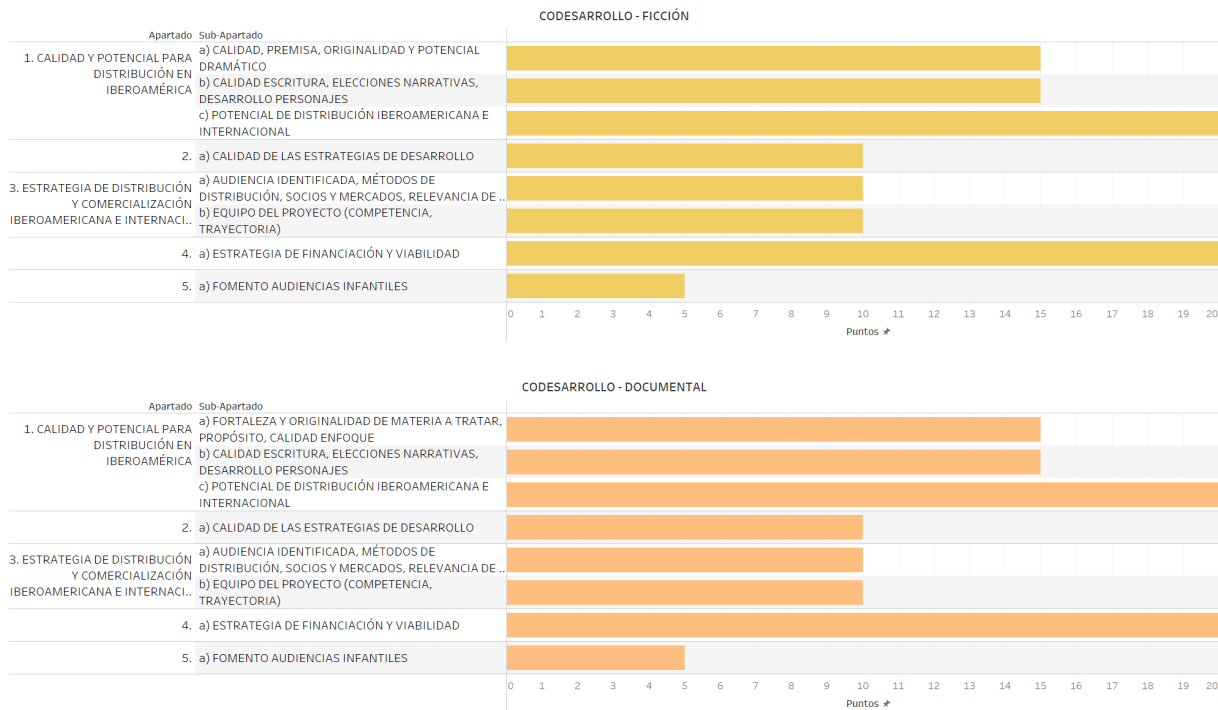 CODESARROLLO - FICCIÓN
Apartado Sub-Apartado
1. CALIDAD Y POTENCIAL PARA
DISTRIBUCIÓN EN
IBEROAMÉRICA
a) CALIDAD, PREMISA, ORIGINALIDAD Y POTENCIAL
DRAMÁTICO
b) CALIDAD ESCRITURA, ELECCIONES NARRATIVAS,
DESARROLLO PERSONAJES
c) POTENCIAL DE DISTRIBUCIÓN IBEROAMERICANA E
INTERNACIONAL
2. a) CALIDAD DE LAS ESTRATEGIAS DE DESARROLLO
3. ESTRATEGIA DE DISTRIBUCIÓN
Y COMERCIALIZACIÓN
IBEROAMERICANA E INTERNACI..
a) AUDIENCIA IDENTIFICADA, MÉTODOS DE
DISTRIBUCIÓN, SOCIOS Y MERCADOS, RELEVANCIA DE ..
b) EQUIPO DEL PROYECTO (COMPETENCIA,
TRAYECTORIA)
4. a) ESTRATEGIA DE FINANCIACIÓN Y VIABILIDAD
5. a) FOMENTO AUDIENCIAS INFANTILES
0 1 2 3 4 5 6 7 8 9 10 11 12 13 14 15 16 17 18 19 20
Puntos
CODESARROLLO - DOCUMENTAL
Apartado Sub-Apartado
1. CALIDAD Y POTENCIAL PARA
DISTRIBUCIÓN EN
IBEROAMÉRICA
a) FORTALEZA Y ORIGINALIDAD DE MATERIA A TRATAR,
PROPÓSITO, CALIDAD ENFOQUE
b) CALIDAD ESCRITURA, ELECCIONES NARRATIVAS,
DESARROLLO PERSONAJES
c) POTENCIAL DE DISTRIBUCIÓN IBEROAMERICANA E
INTERNACIONAL
2. a) CALIDAD DE LAS ESTRATEGIAS DE DESARROLLO
3. ESTRATEGIA DE DISTRIBUCIÓN
Y COMERCIALIZACIÓN
IBEROAMERICANA E INTERNACI..
a) AUDIENCIA IDENTIFICADA, MÉTODOS DE
DISTRIBUCIÓN, SOCIOS Y MERCADOS, RELEVANCIA DE ..
b) EQUIPO DEL PROYECTO (COMPETENCIA,
TRAYECTORIA)
4. a) ESTRATEGIA DE FINANCIACIÓN Y VIABILIDAD
5. a) FOMENTO AUDIENCIAS INFANTILES
0 1 2 3 4 5 6 7 8 9 10 11 12 13 14 15 16 17 18 19 20
Puntos